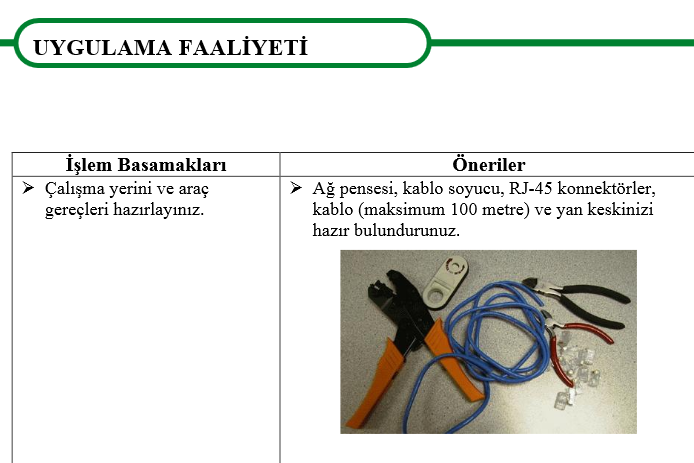 UYGULAMA FAALİYETİ
İşlem Basamakları
Öneriler
➢ Çalışma yerini ve araç
gereçleri hazırlayınız.
➢ Ağ pensesi, kablo soyucu, RJ-45 konnektörler,
kablo (maksimum 100 metre) ve yan keskinizi
hazır bulundurunuz.